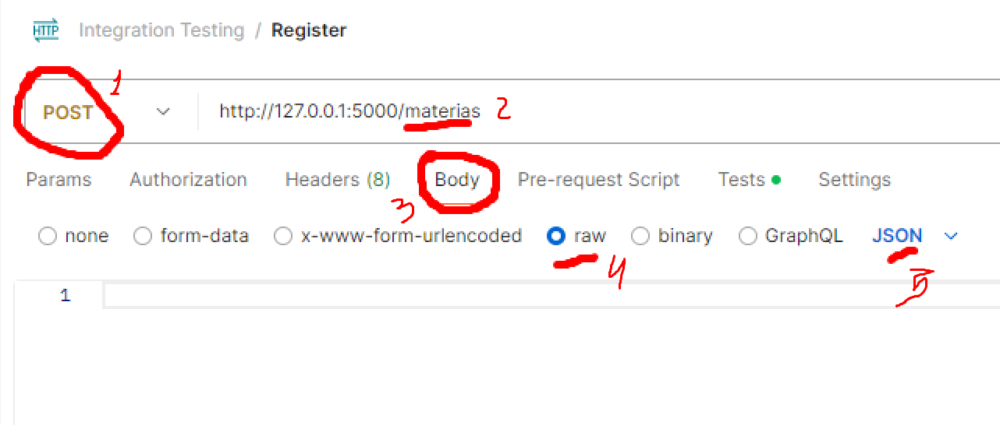 HTTP Integration Testing / Register
1
POST http://127.0.0.1:5000/materias 2
Params Authorization Headers (8) Body Pre-request Script Tests Settings
3
none form-data x-www-form-urlencoded raw binary GraphQL JSON
4 5
1